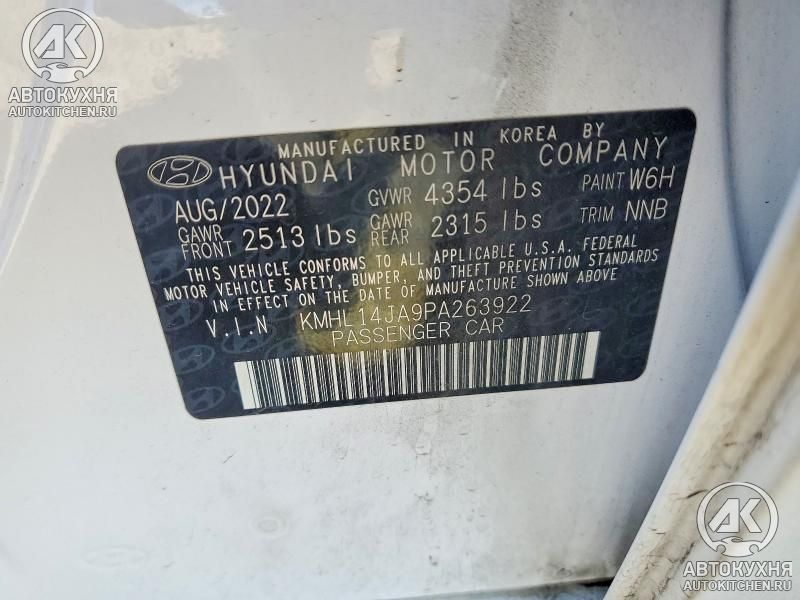 АК
АВТОКУХНЯ
AUTOKITCHEN.RU
MANUFACTURED IN KOREA BY
HYUNDAI MOTOR COMPANY
AUG/2022 GVWR 4354 lbs PAINT W6H
GAWR FRONT 2513 lbs GAWR REAR 2315 lbs TRIM NNB
THIS VEHICLE CONFORMS TO ALL APPLICABLE U.S.A. FEDERAL
MOTOR VEHICLE SAFETY, BUMPER, AND THEFT PREVENTION STANDARDS
IN EFFECT ON THE DATE OF MANUFACTURE SHOWN ABOVE
V.I.N KMHL14JA9PA263922
PASSENGER CAR
АК
АВТОКУХНЯ
AUTOKITCHEN.RU